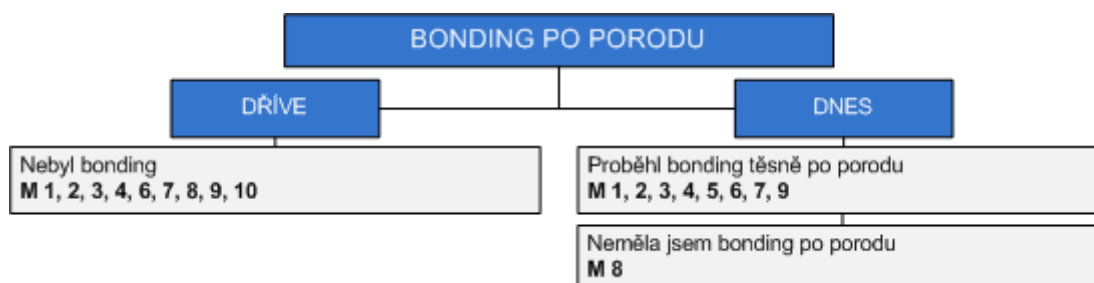 BONDING PO PORODU
DŘÍVE
Nebyl bonding
M 1, 2, 3, 4, 6, 7, 8, 9, 10
DNES
Proběhl bonding těsně po porodu
M 1, 2, 3, 4, 5, 6, 7, 9
Neměla jsem bonding po porodu
M 8